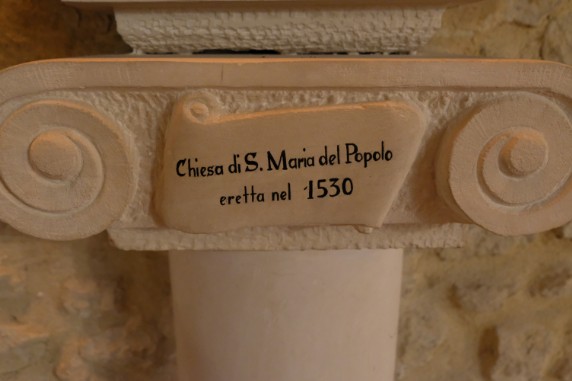 Chiesa di S. Maria del Popolo
eretta nel 1530